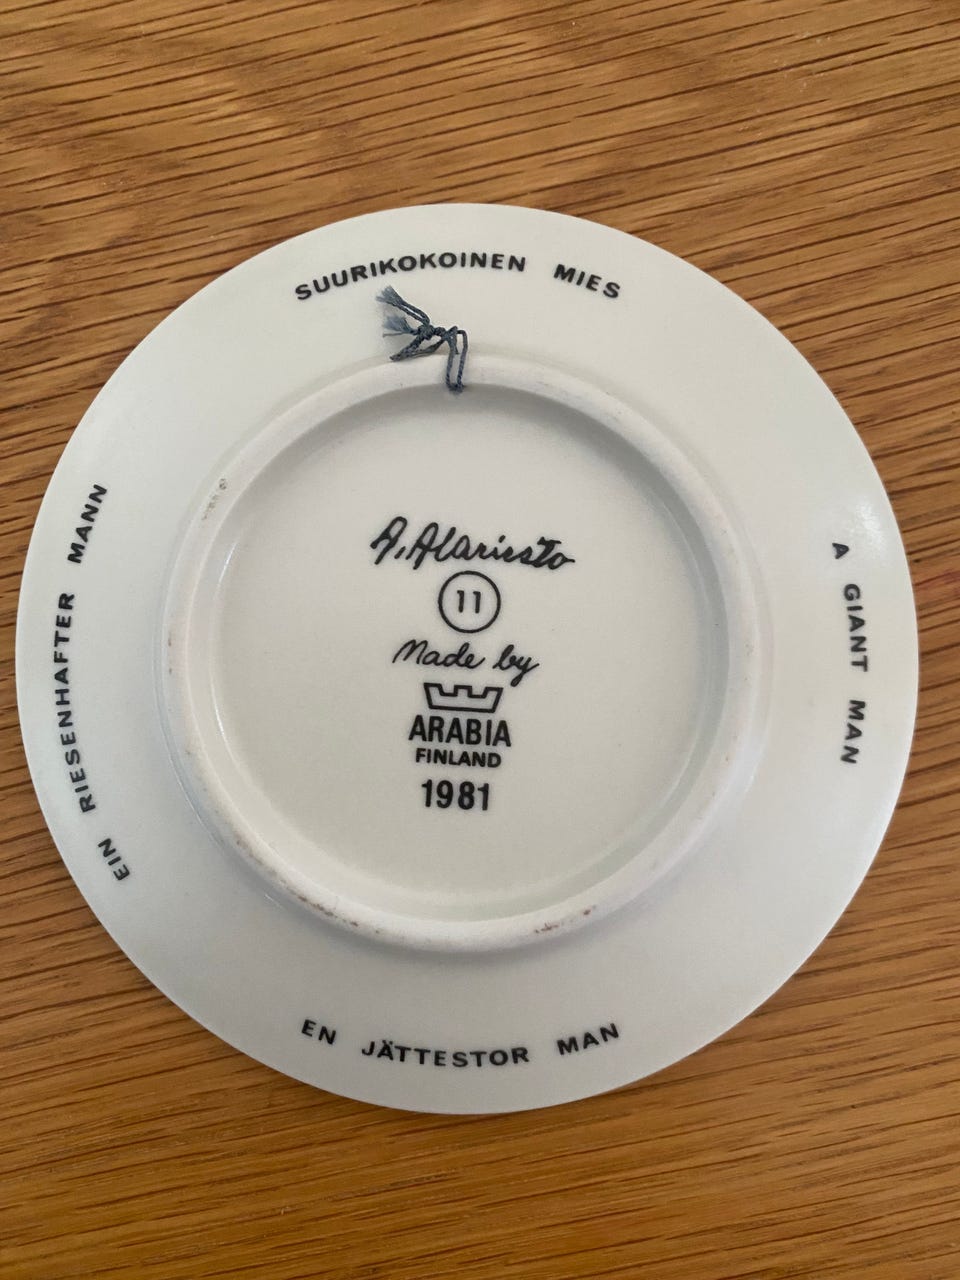 SUURIKOKOINEN MIES
A GIANT MAN
EN JÄTTESTOR MAN
EIN RIESENHAFTER MANN
A. Alariesto
11
Made by
ARABIA
FINLAND
1981